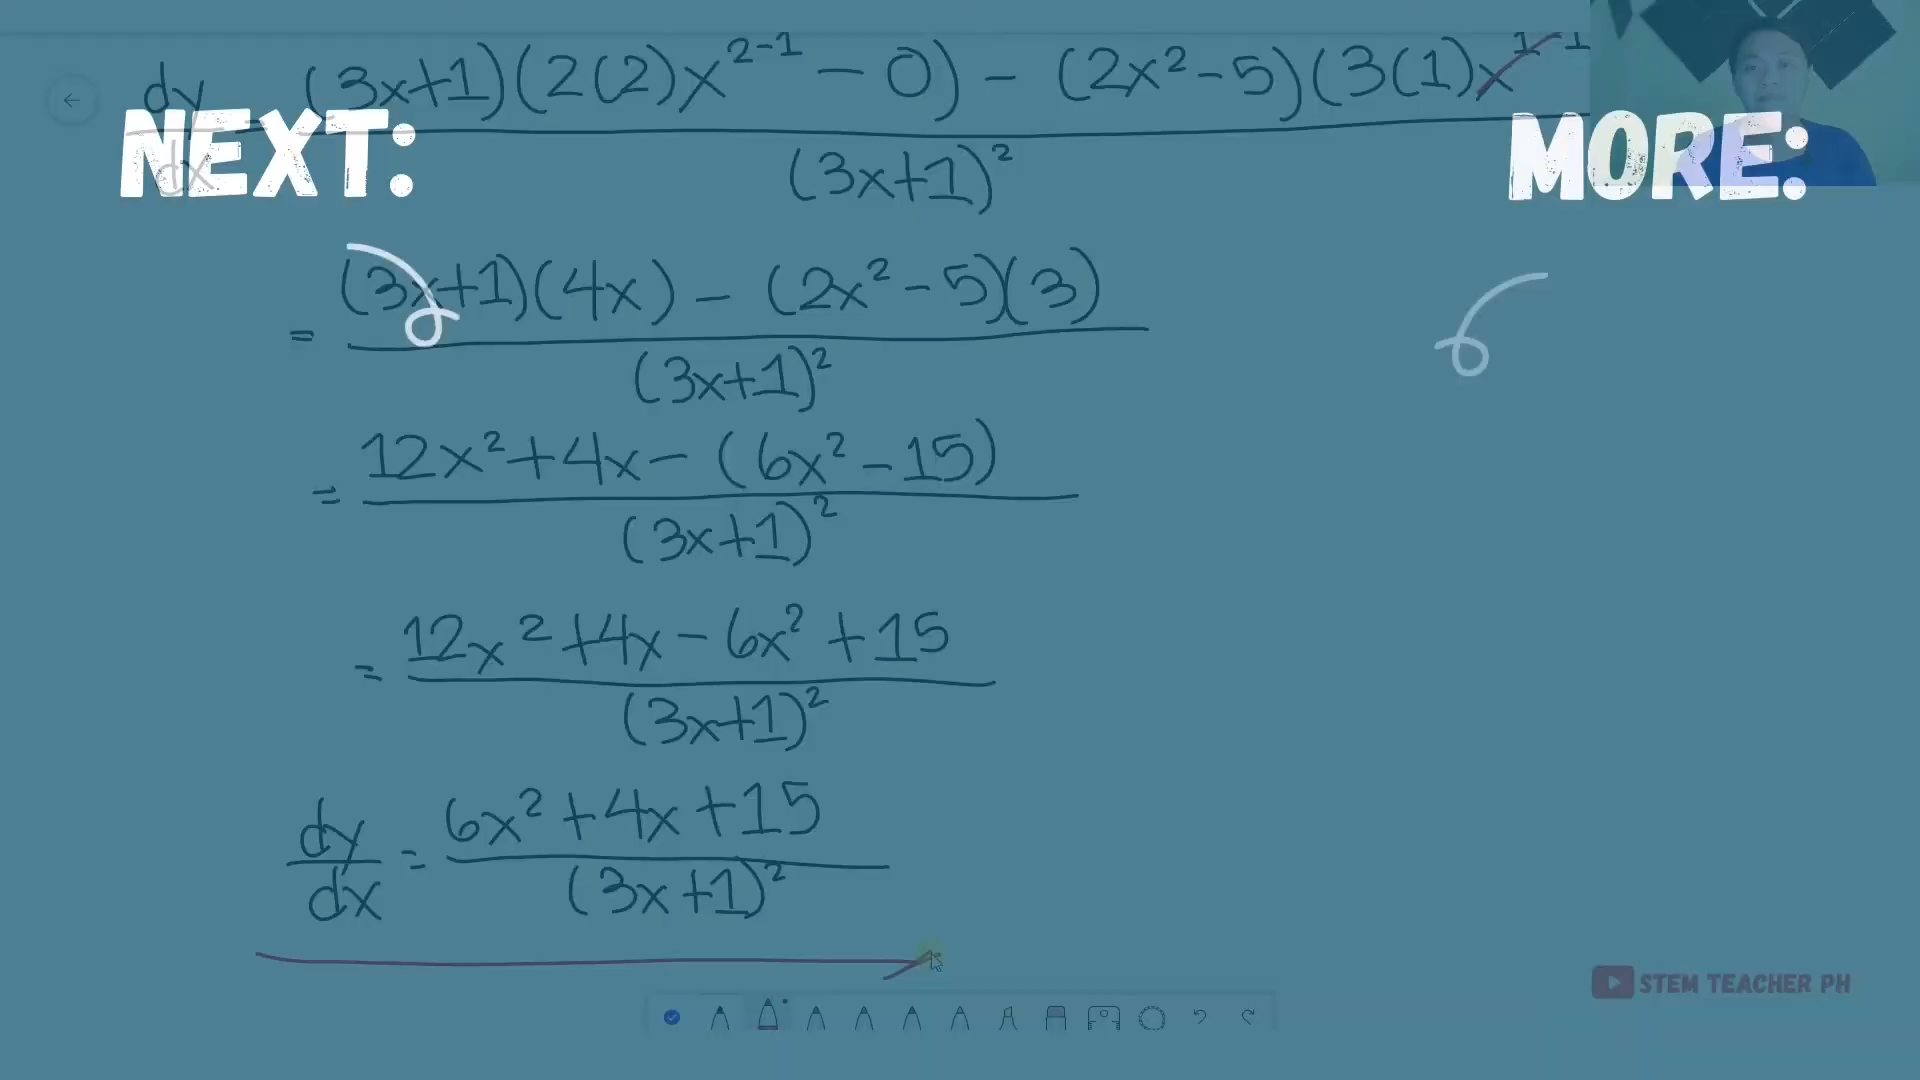 dy/dx (3x+1)(2(2)x^(2-1) - 0) - (2x² - 5)(3(1)x^(1-1)
(3x+1)²
NEXT:
MORE:
= (3x+1)(4x) - (2x² - 5)(3)
(3x+1)²
= 12x² + 4x - (6x² - 15)
(3x+1)²
= 12x² + 4x - 6x² + 15
(3x+1)²
dy/dx = 6x² + 4x + 15
(3x+1)²
STEM TEACHER PH